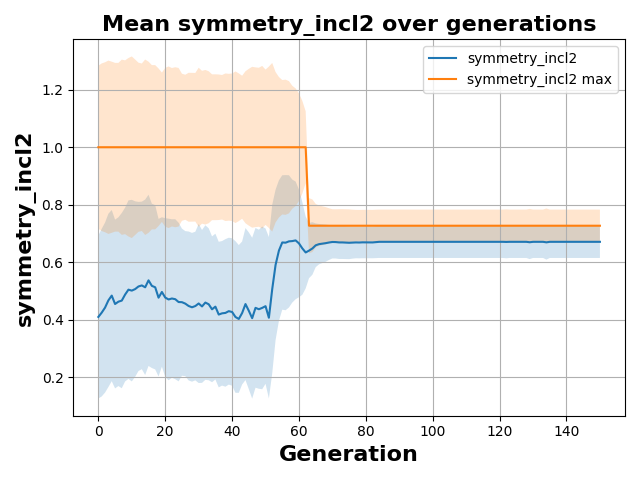 Mean symmetry_incl2 over generations
symmetry_incl2
symmetry_incl2 max
symmetry_incl2
1.2
1.0
0.8
0.6
0.4
0.2
0 20 40 60 80 100 120 140
Generation